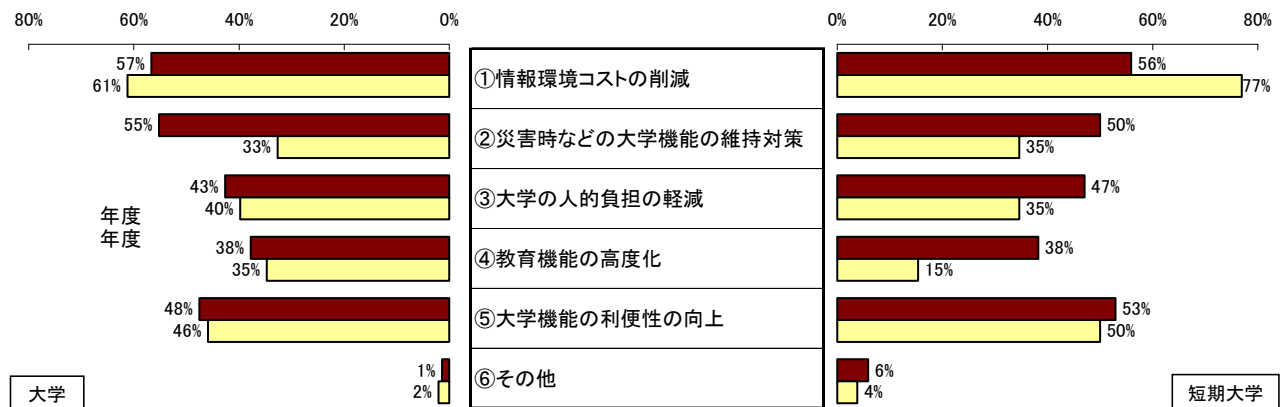 80% 60% 40% 20% 0% 0% 20% 40% 60% 80%
57% ①情報環境コストの削減 56%
61% 77%
55% ②災害時などの大学機能の維持対策 50%
33% 35%
43% ③大学の人的負担の軽減 47%
40% 35%
年度
年度
38% ④教育機能の高度化 38%
35% 15%
48% ⑤大学機能の利便性の向上 53%
46% 50%
1% ⑥その他 6%
2% 4%
大学 短期大学